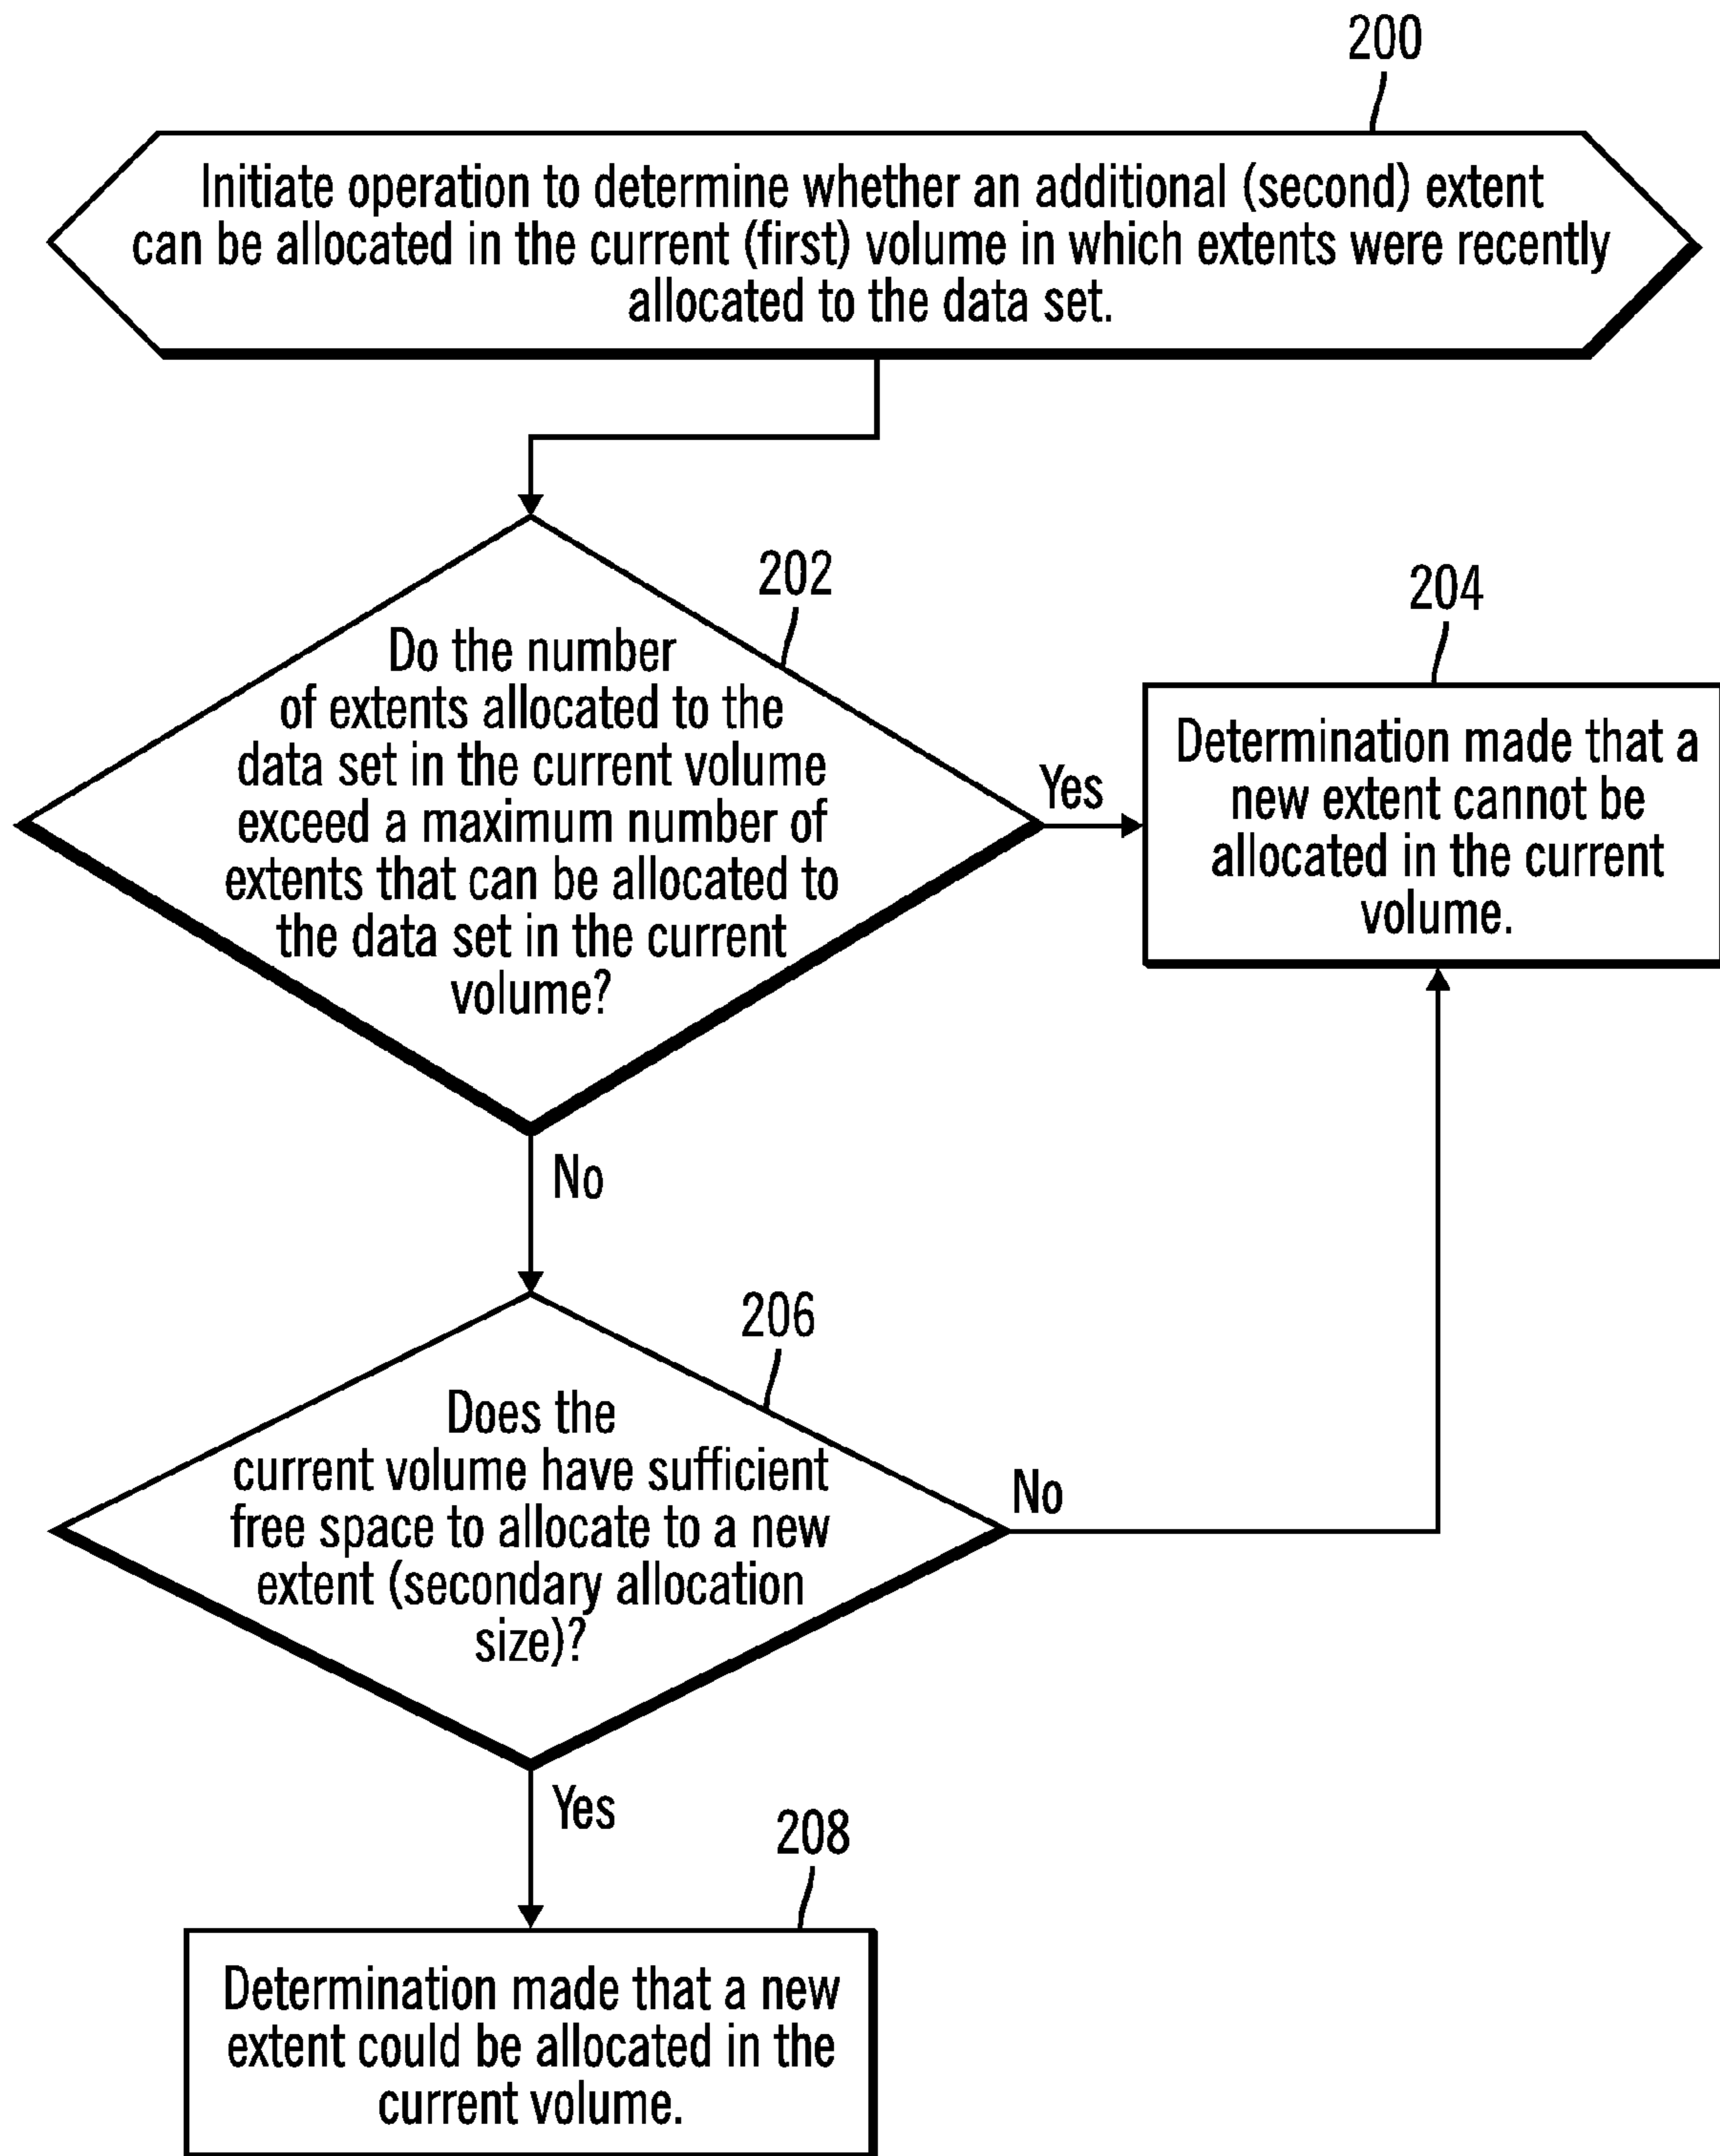 200
Initiate operation to determine whether an additional (second) extent
can be allocated in the current (first) volume in which extents were recently
allocated to the data set.
202
Do the number
of extents allocated to the
data set in the current volume
exceed a maximum number of
extents that can be allocated to
the data set in the current
volume?
Yes
204
Determination made that a
new extent cannot be
allocated in the current
volume.
No
206
Does the
current volume have sufficient
free space to allocate to a new
extent (secondary allocation
size)?
No
Yes
208
Determination made that a new
extent could be allocated in the
current volume.